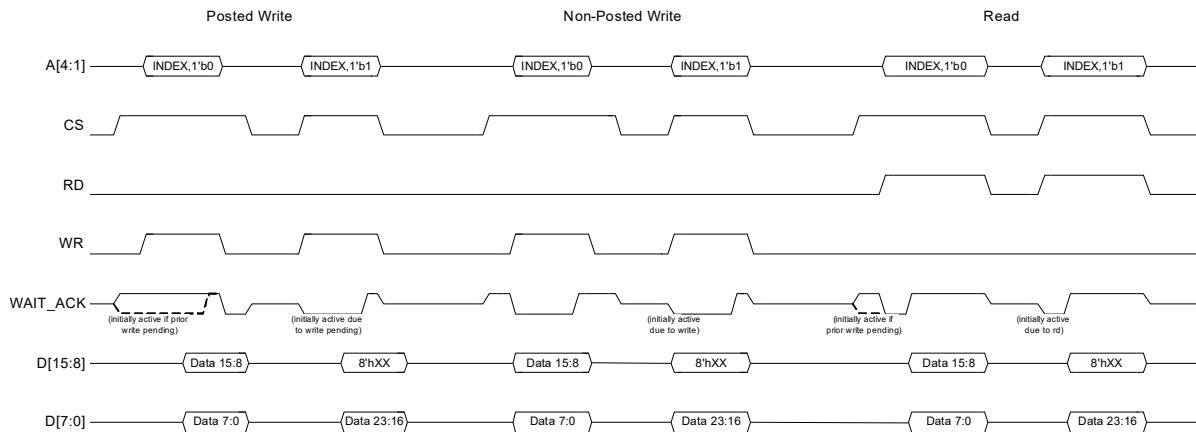 Posted Write Non-Posted Write Read
A[4:1] INDEX,1'b0 INDEX,1'b1 INDEX,1'b0 INDEX,1'b1 INDEX,1'b0 INDEX,1'b1
CS
RD
WR
WAIT_ACK
(initially active if prior
write pending)
(initially active due
to write pending)
(initially active
due to write)
(initially active if
prior write pending)
(initially active
due to rd)
D[15:8] Data 15:8 8'hXX Data 15:8 8'hXX Data 15:8 8'hXX
D[7:0] Data 7:0 Data 23:16 Data 7:0 Data 23:16 Data 7:0 Data 23:16